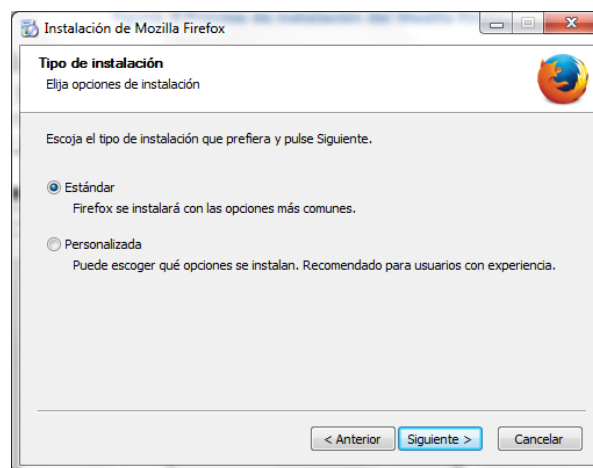 Instalación de Mozilla Firefox
Tipo de instalación
Elija opciones de instalación
Escoja el tipo de instalación que prefiera y pulse Siguiente.
Estándar
Firefox se instalará con las opciones más comunes.
Personalizada
Puede escoger qué opciones se instalan. Recomendado para usuarios con experiencia.
< Anterior Siguiente > Cancelar